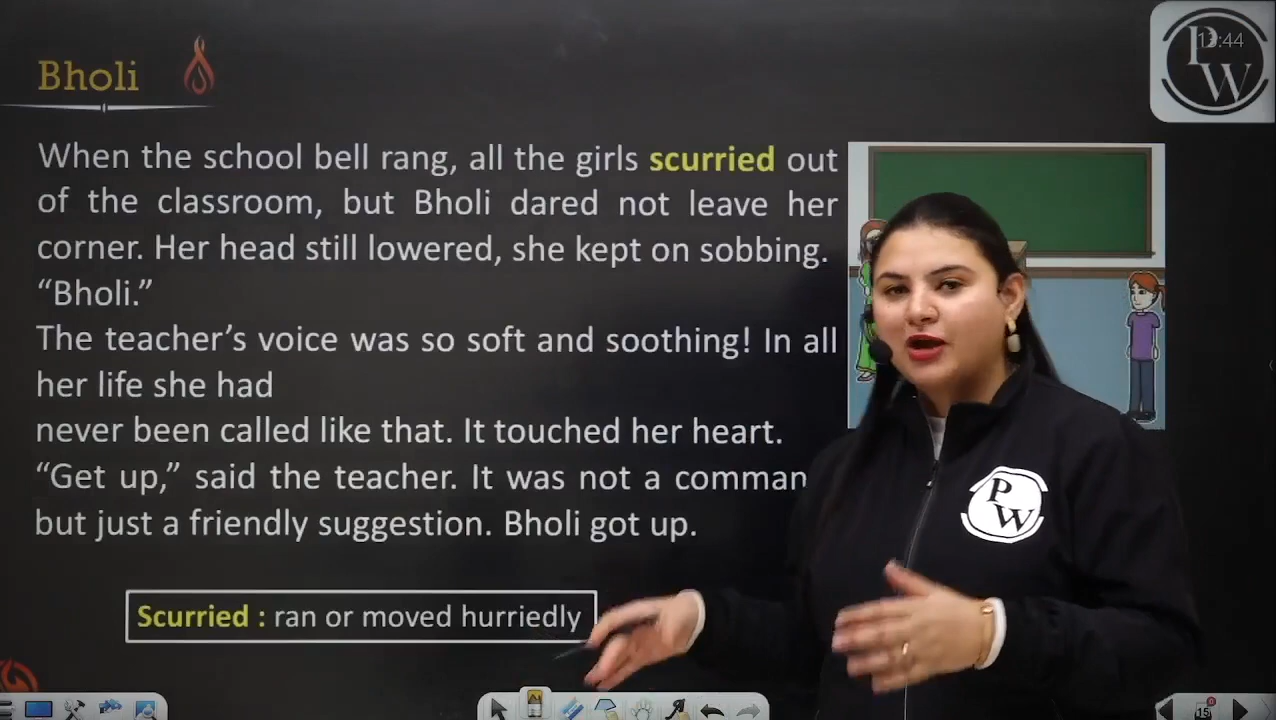 Bholi
13:44
P
W
When the school bell rang, all the girls scurried out
of the classroom, but Bholi dared not leave her
corner. Her head still lowered, she kept on sobbing.
“Bholi.”
The teacher’s voice was so soft and soothing! In all
her life she had
never been called like that. It touched her heart.
“Get up,” said the teacher. It was not a comman
but just a friendly suggestion. Bholi got up.
P
W
Scurried : ran or moved hurriedly
15